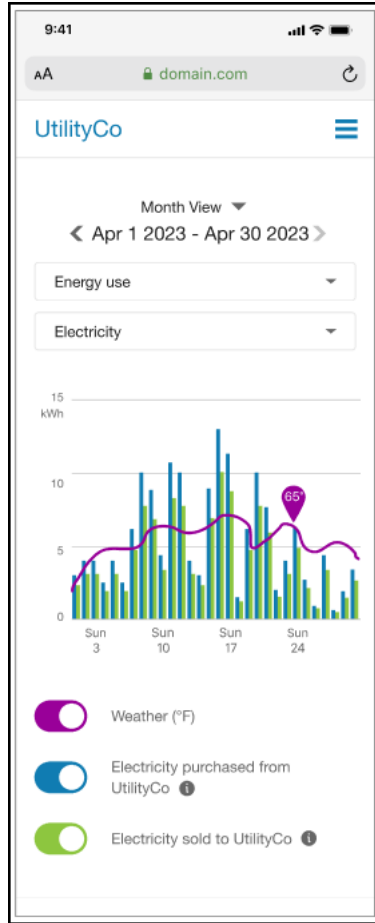 9:41
AA domain.com
UtilityCo
Month View
Apr 1 2023 - Apr 30 2023
Energy use
Electricity
15
kWh
10
65°
5
0
Sun Sun Sun Sun
3 10 17 24
Weather (°F)
Electricity purchased from
UtilityCo
Electricity sold to UtilityCo